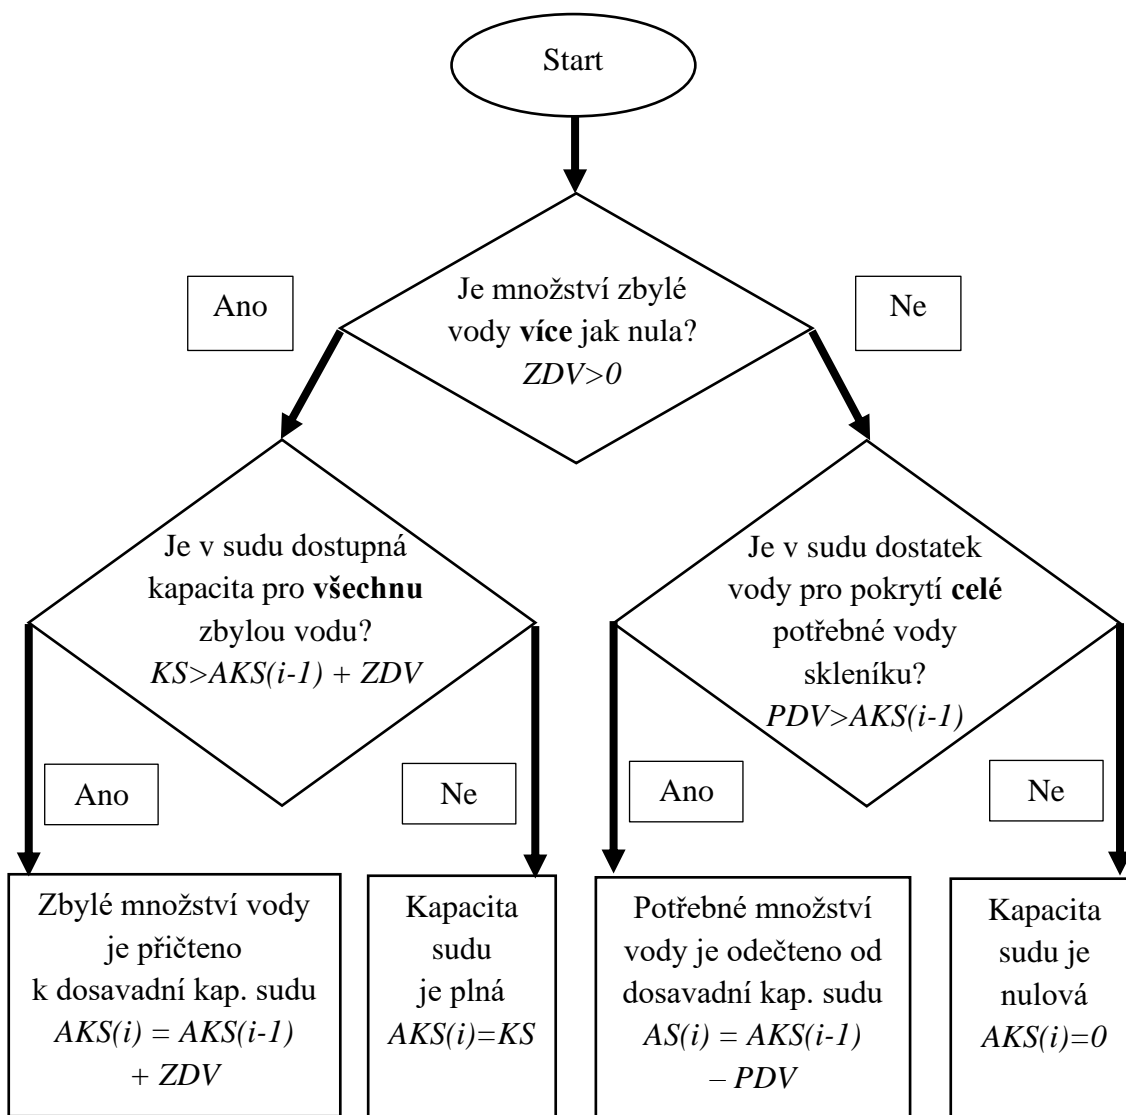 Start
Je množství zbylé
vody více jak nula?
ZDV>0
Ano
Ne
Je v sudu dostupná
kapacita pro všechnu
zbylou vodu?
KS>AKS(i-1) + ZDV
Je v sudu dostatek
vody pro pokrytí celé
potřebné vody
skleníku?
PDV>AKS(i-1)
Ano
Ne
Ano
Ne
Zbylé množství vody
je přičteno
k dosavadní kap. sudu
AKS(i) = AKS(i-1)
+ ZDV
Kapacita
sudu
je plná
AKS(i)=KS
Potřebné množství
vody je odečteno od
dosavadní kap. sudu
AS(i) = AKS(i-1)
– PDV
Kapacita
sudu je
nulová
AKS(i)=0